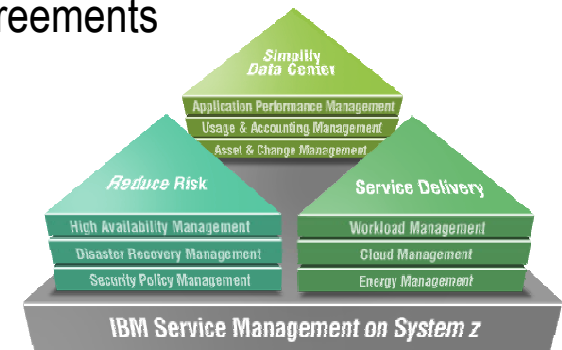 reements
Simplify
Data Center
Application Performance Management
Usage & Accounting Management
Asset & Change Management
Reduce Risk
High Availability Management
Disaster Recovery Management
Security Policy Management
Service Delivery
Workload Management
Cloud Management
Energy Management
IBM Service Management on System z